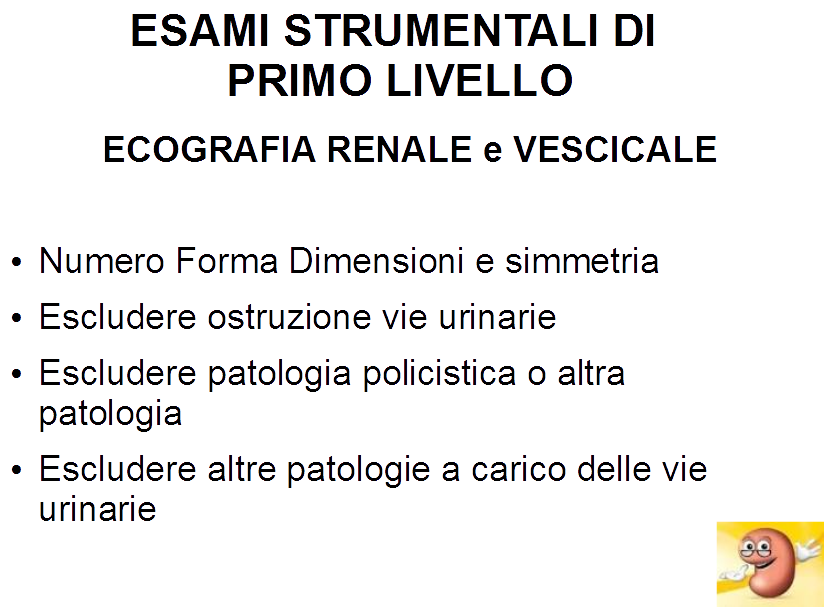 ESAMI STRUMENTALI DI
PRIMO LIVELLO
ECOGRAFIA RENALE e VESCICALE
• Numero Forma Dimensioni e simmetria
• Escludere ostruzione vie urinarie
• Escludere patologia policistica o altra
patologia
• Escludere altre patologie a carico delle vie
urinarie